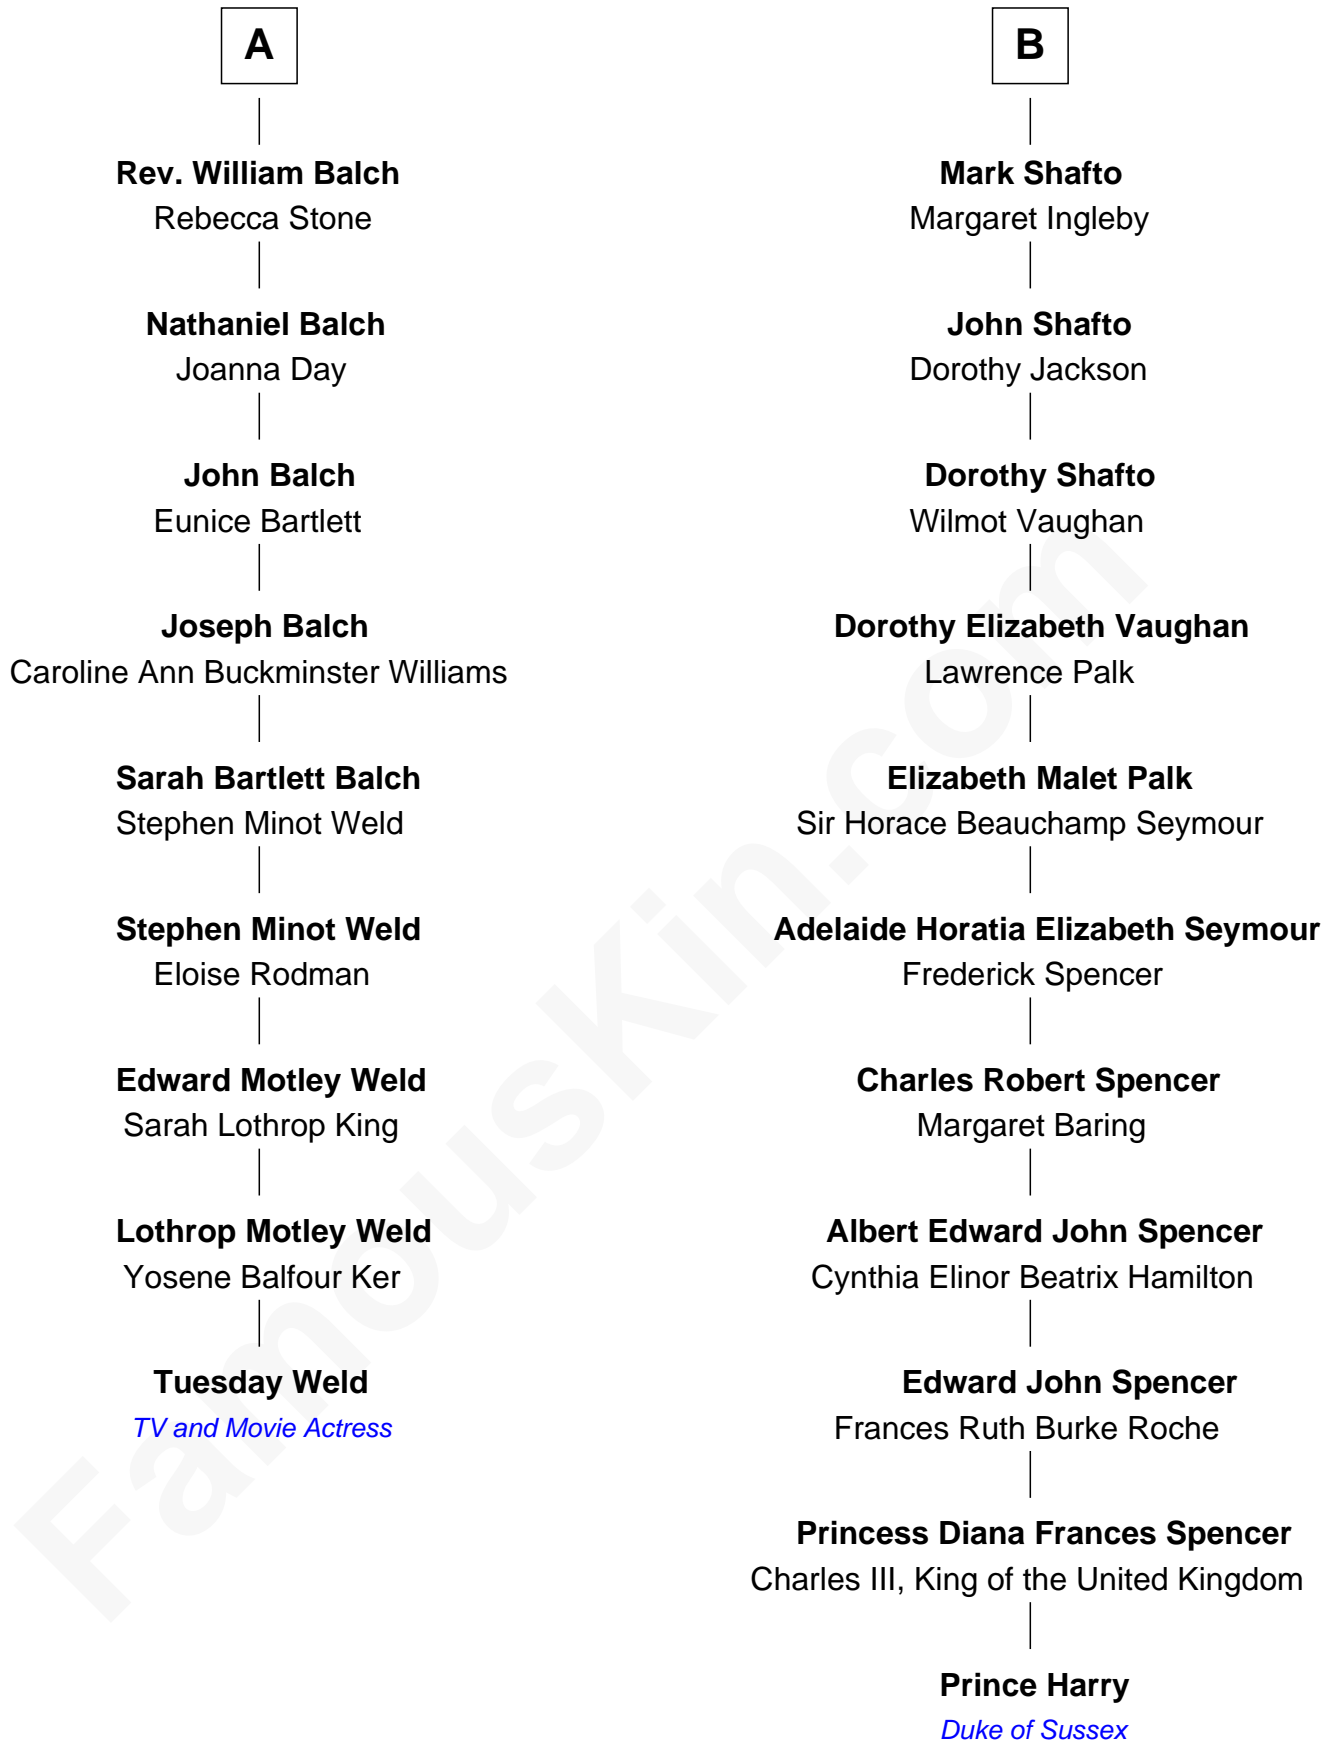 A
Rev. William Balch
Rebecca Stone
Nathaniel Balch
Joanna Day
John Balch
Eunice Bartlett
Joseph Balch
Caroline Ann Buckminster Williams
Sarah Bartlett Balch
Stephen Minot Weld
Stephen Minot Weld
Eloise Rodman
Edward Motley Weld
Sarah Lothrop King
Lothrop Motley Weld
Yosene Balfour Ker
Tuesday Weld
TV and Movie Actress
B
Mark Shafto
Margaret Ingleby
John Shafto
Dorothy Jackson
Dorothy Shafto
Wilmot Vaughan
Dorothy Elizabeth Vaughan
Lawrence Palk
Elizabeth Malet Palk
Sir Horace Beauchamp Seymour
Adelaide Horatia Elizabeth Seymour
Frederick Spencer
Charles Robert Spencer
Margaret Baring
Albert Edward John Spencer
Cynthia Elinor Beatrix Hamilton
Edward John Spencer
Frances Ruth Burke Roche
Princess Diana Frances Spencer
Charles III, King of the United Kingdom
Prince Harry
Duke of Sussex
FamousKin.com